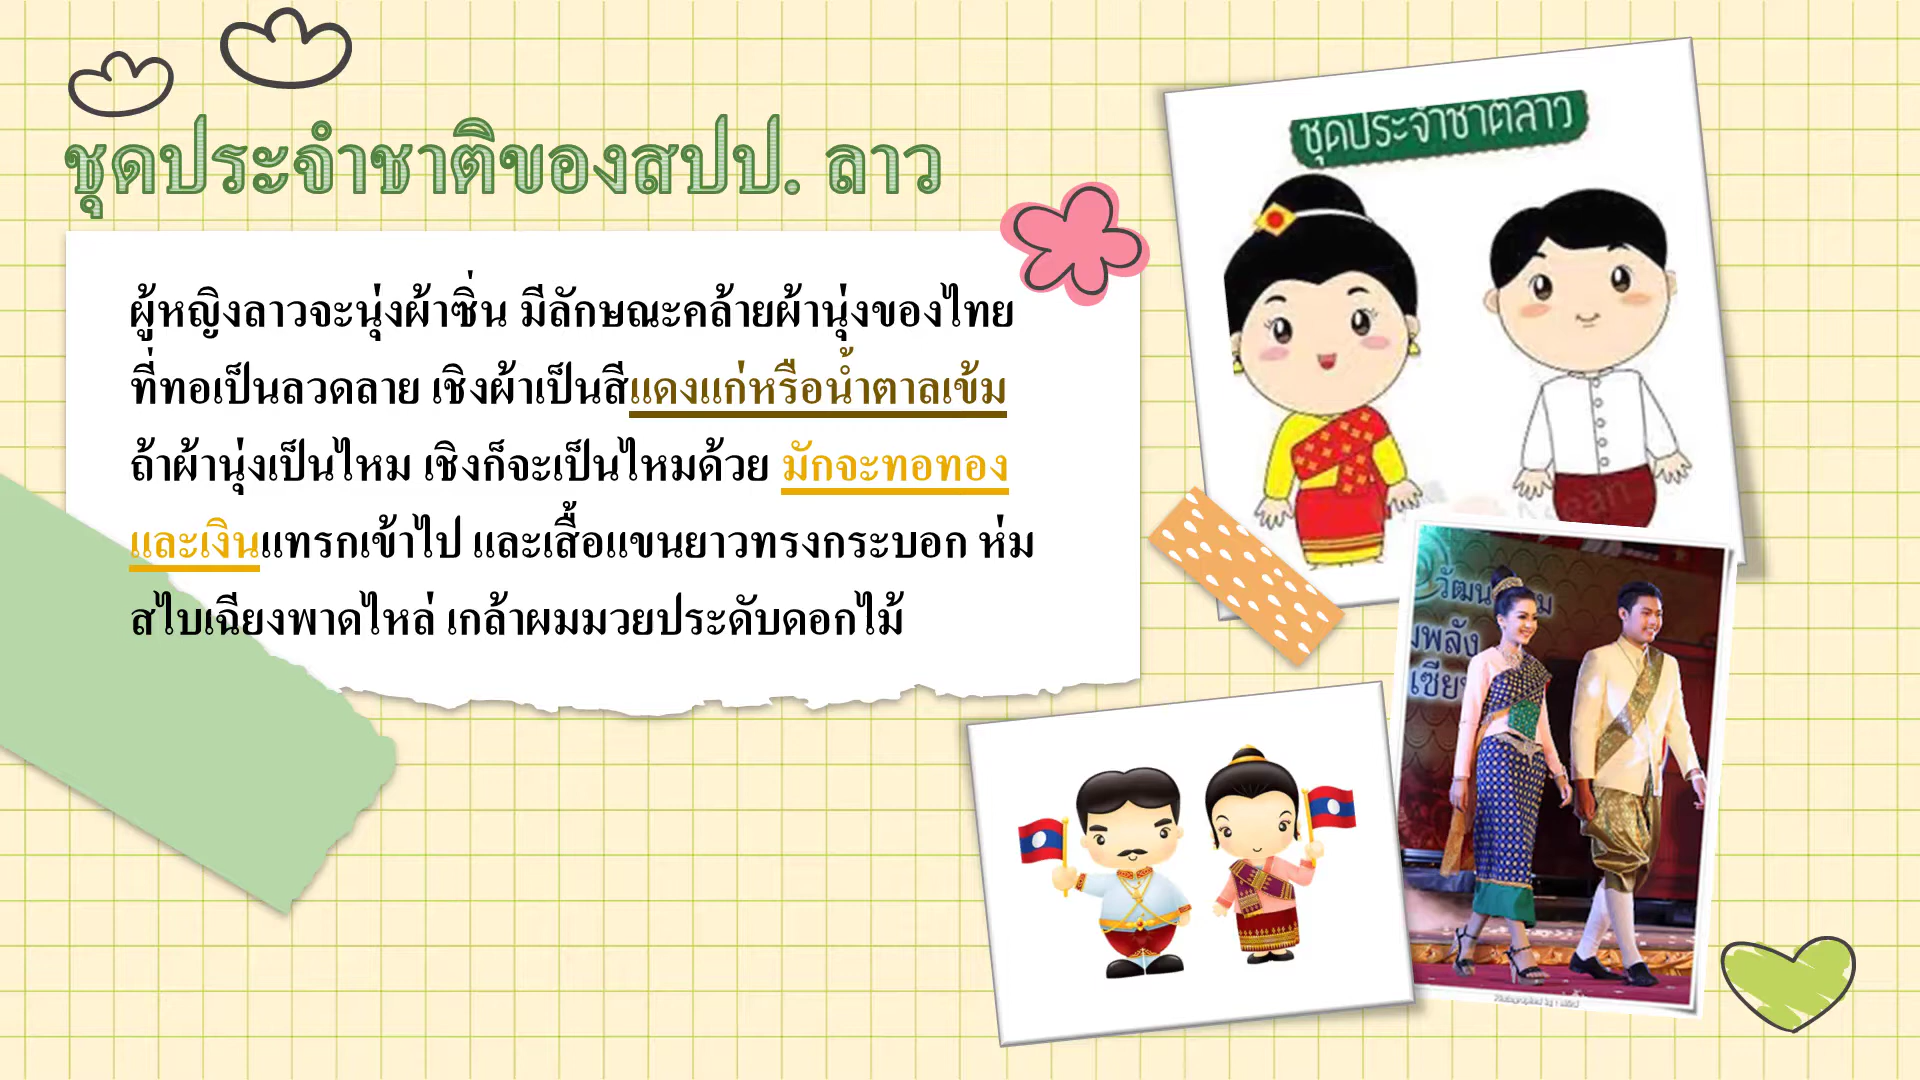 ชุดประจำชาติของสปป. ลาว
ผู้หญิงลาวจะนุ่งผ้าซิ่น มีลักษณะคล้ายผ้านุ่งของไทย
ที่ทอเป็นลวดลาย เชิงผ้าเป็นสีแดงแก่หรือน้ำตาลเข้ม
ถ้าผ้านุ่งเป็นไหม เชิงก็จะเป็นไหมด้วย มักจะทอทอง
และเงินแทรกเข้าไป และเสื้อแขนยาวทรงกระบอก ห่ม
สไบเฉียงพาดไหล่ เกล้าผมมวยประดับดอกไม้
ชุดประจำชาติลาว